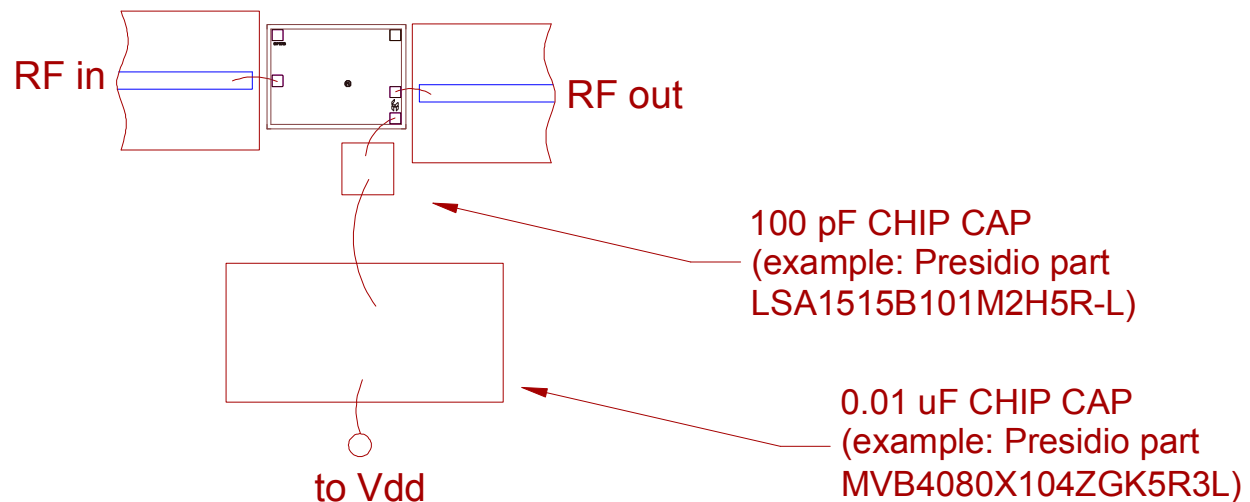 RF in
RF out
100 pF CHIP CAP
(example: Presidio part
LSA1515B101M2H5R-L)
0.01 uF CHIP CAP
(example: Presidio part
MVB4080X104ZGK5R3L)
to Vdd